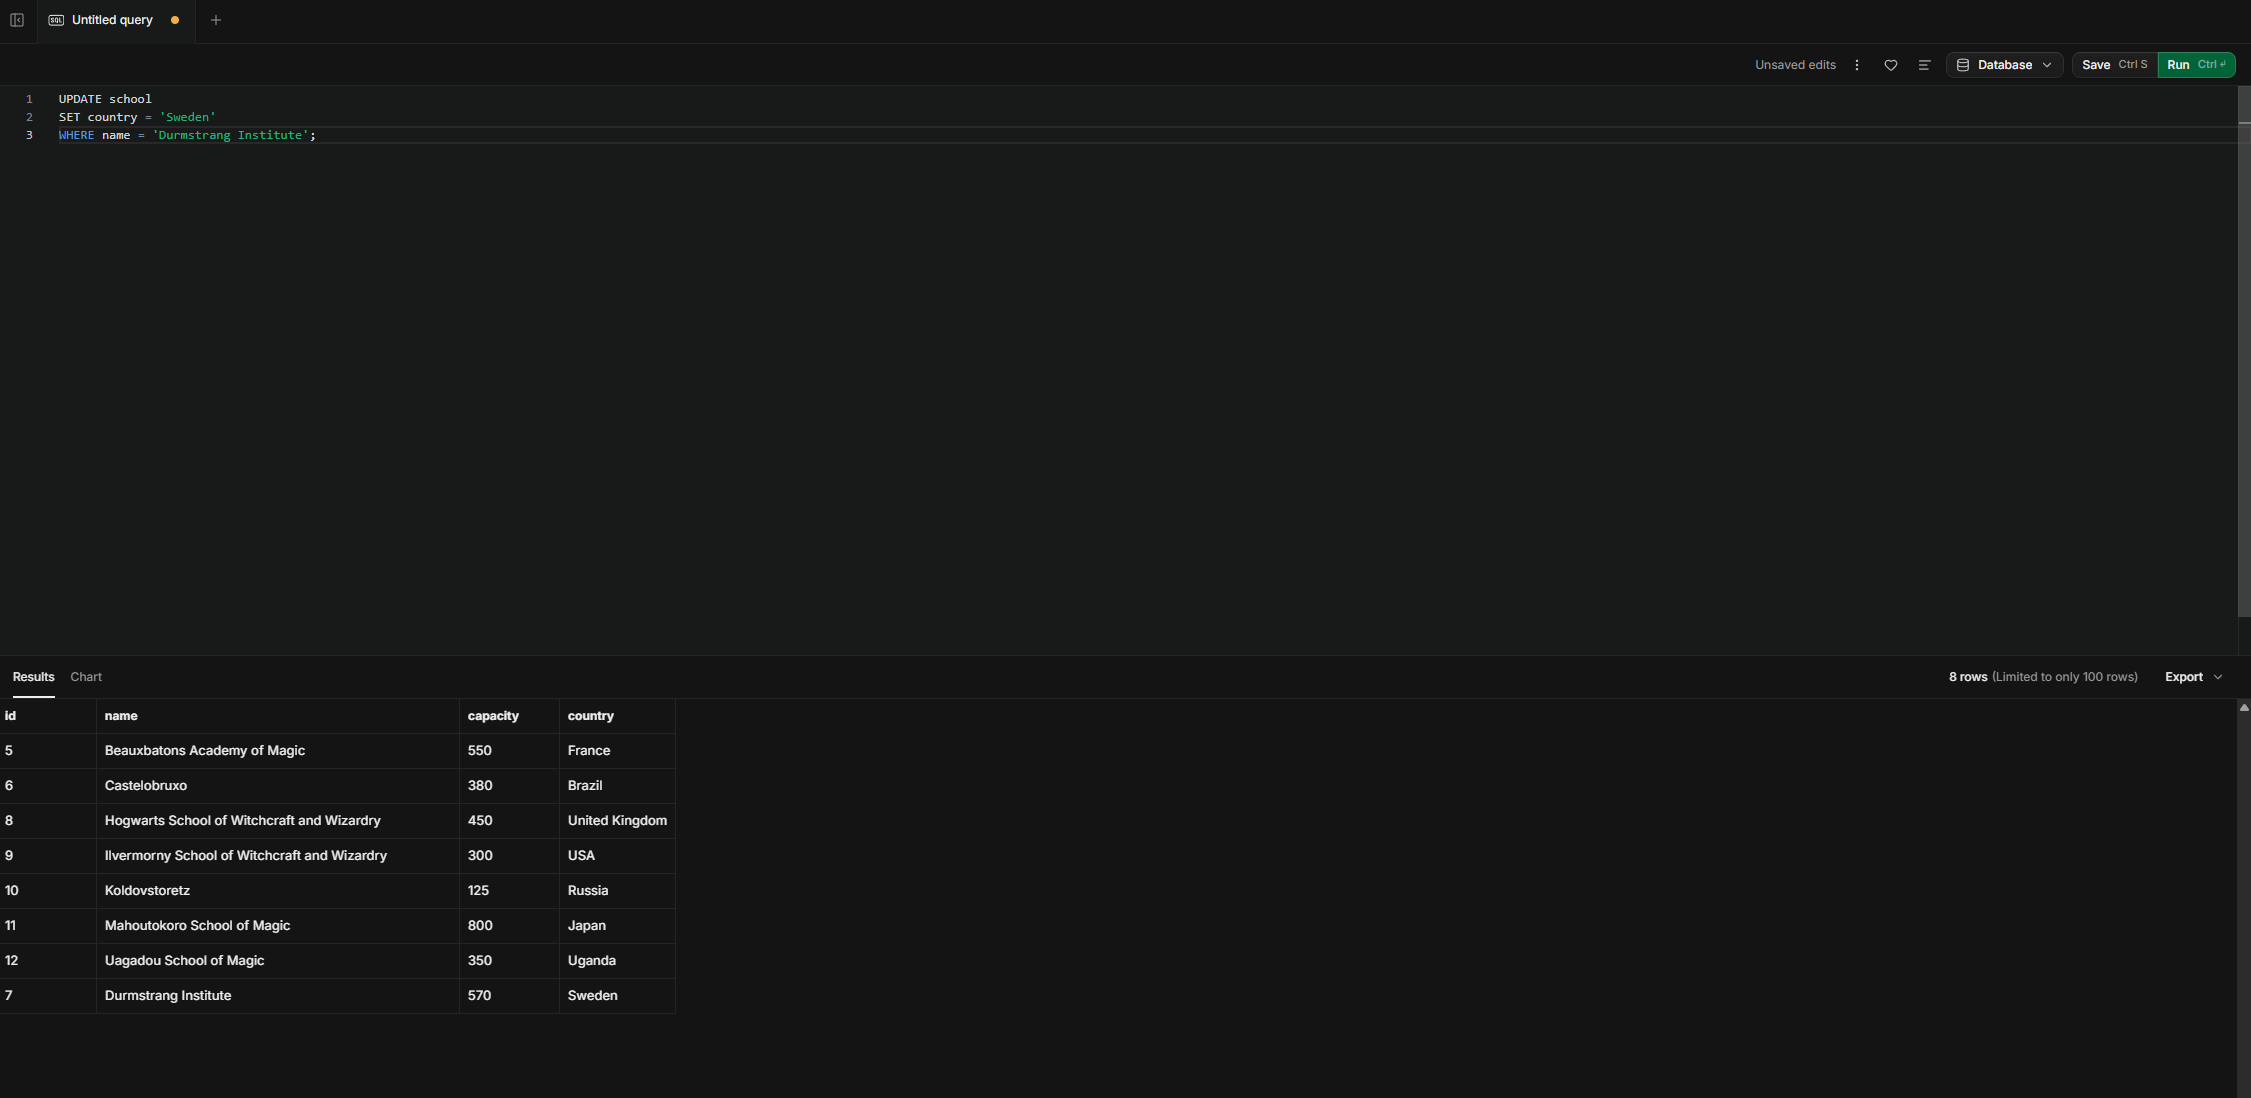 SQL Untitled query
Unsaved edits Database Save Ctrl S Run Ctrl ↵
1 UPDATE school
2 SET country = 'Sweden'
3 WHERE name = 'Durmstrang Institute';
Results Chart 8 rows (Limited to only 100 rows) Export
id name capacity country
5 Beauxbatons Academy of Magic 550 France
6 Castelobruxo 380 Brazil
8 Hogwarts School of Witchcraft and Wizardry 450 United Kingdom
9 Ilvermorny School of Witchcraft and Wizardry 300 USA
10 Koldovstoretz 125 Russia
11 Mahoutokoro School of Magic 800 Japan
12 Uagadou School of Magic 350 Uganda
7 Durmstrang Institute 570 Sweden